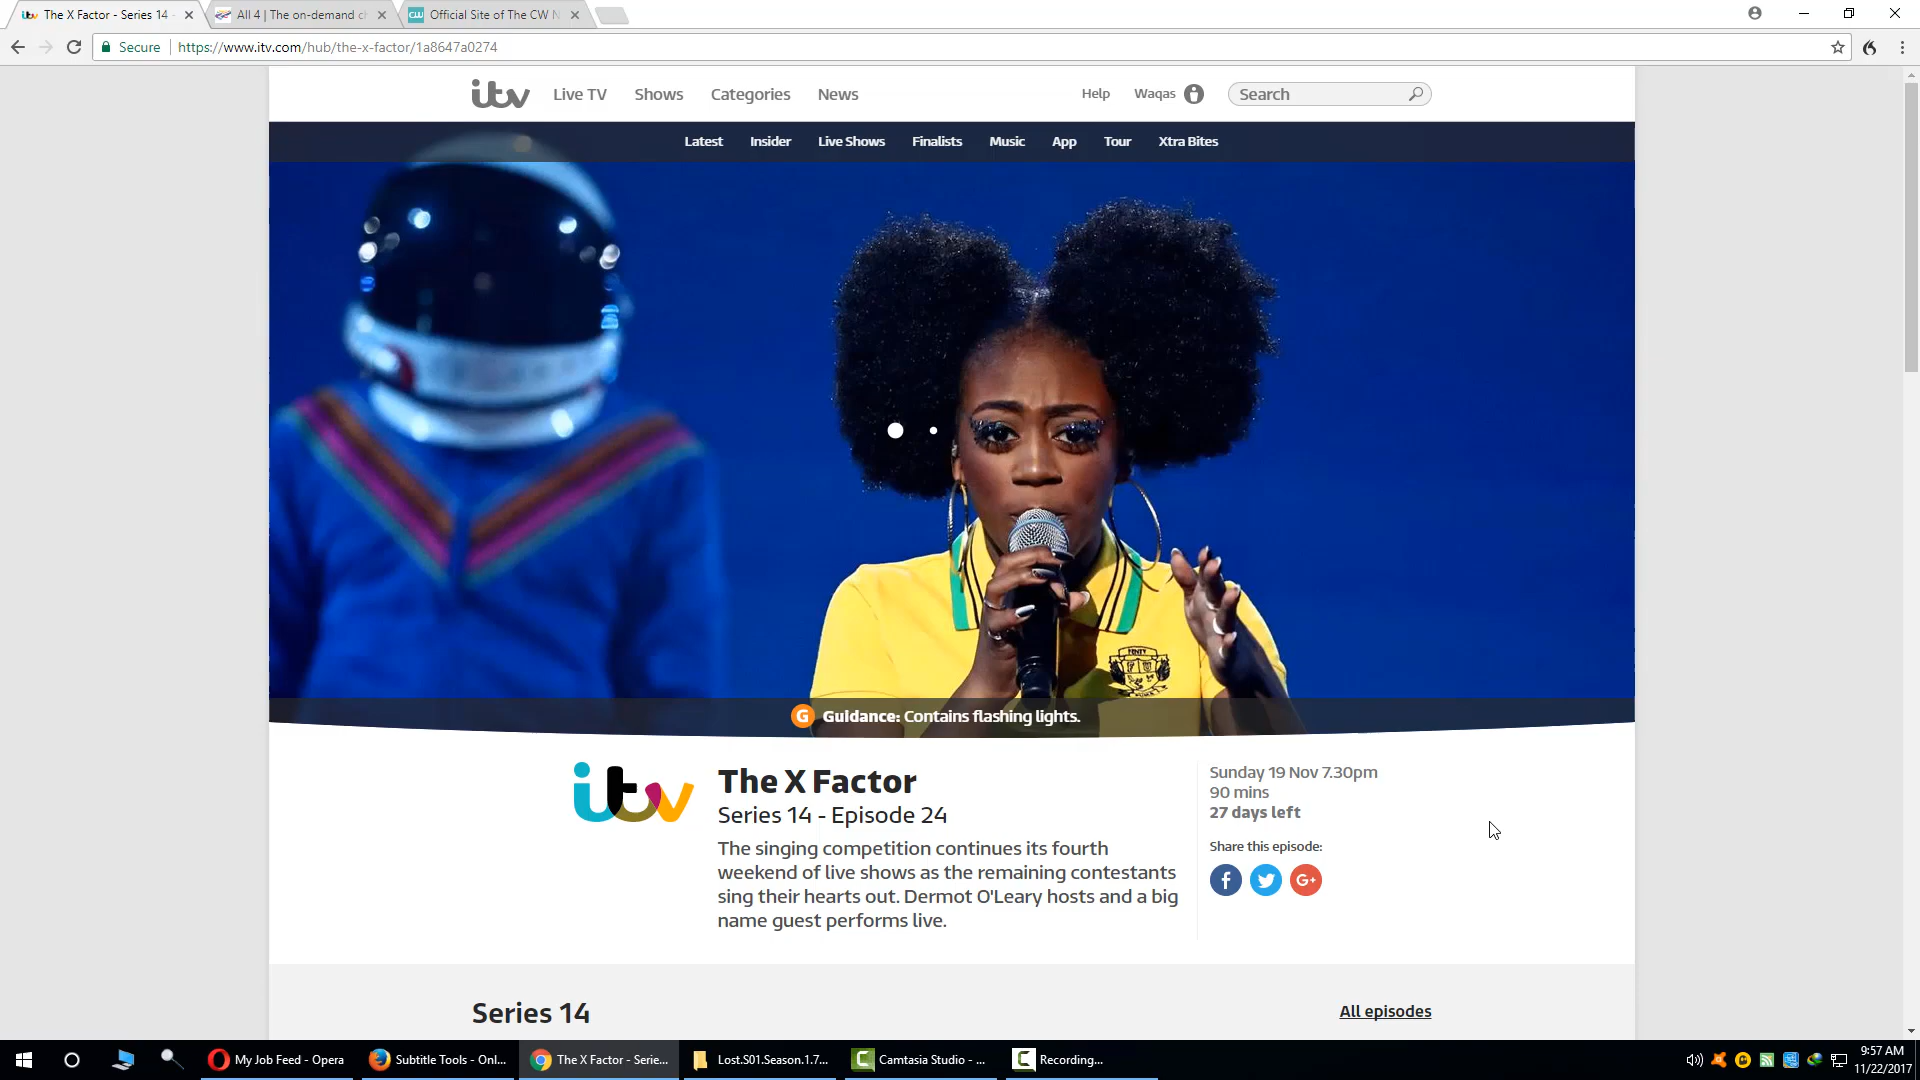 The X Factor - Series 14 -
All 4 | The on-demand c
CW
Official Site of The CW N
Secure
https://www.itv.com/hub/the-x-factor/1a8647a0274
itv
Live TV
Shows
Categories
News
Help
Waqas
Search
Latest
Insider
Live Shows
Finalists
Music
App
Tour
Xtra Bites
FENTY
G Guidance: Contains flashing lights.
itv
The X Factor
Series 14 - Episode 24
The singing competition continues its fourth
weekend of live shows as the remaining contestants
sing their hearts out. Dermot O'Leary hosts and a big
name guest performs live.
Sunday 19 Nov 7.30pm
90 mins
27 days left
Share this episode:
f
G+
Series 14
All episodes
My Job Feed - Opera
Subtitle Tools - Onl...
The X Factor - Serie...
Lost.S01.Season.1.7...
Camtasia Studio - ...
Recording...
9:57 AM
11/22/2017